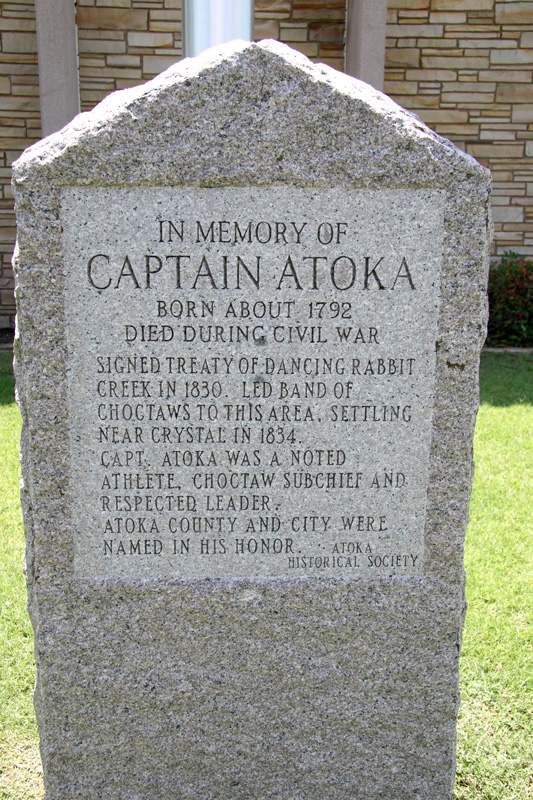 IN MEMORY OF
CAPTAIN ATOKA
BORN ABOUT 1792
DIED DURING CIVIL WAR
SIGNED TREATY OF DANCING RABBIT
CREEK IN 1830. LED BAND OF
CHOCTAWS TO THIS AREA, SETTLING
NEAR CRYSTAL IN 1834.
CAPT. ATOKA WAS A NOTED
ATHLETE, CHOCTAW SUBCHIEF AND
RESPECTED LEADER.
ATOKA COUNTY AND CITY WERE
NAMED IN HIS HONOR. ATOKA
HISTORICAL SOCIETY